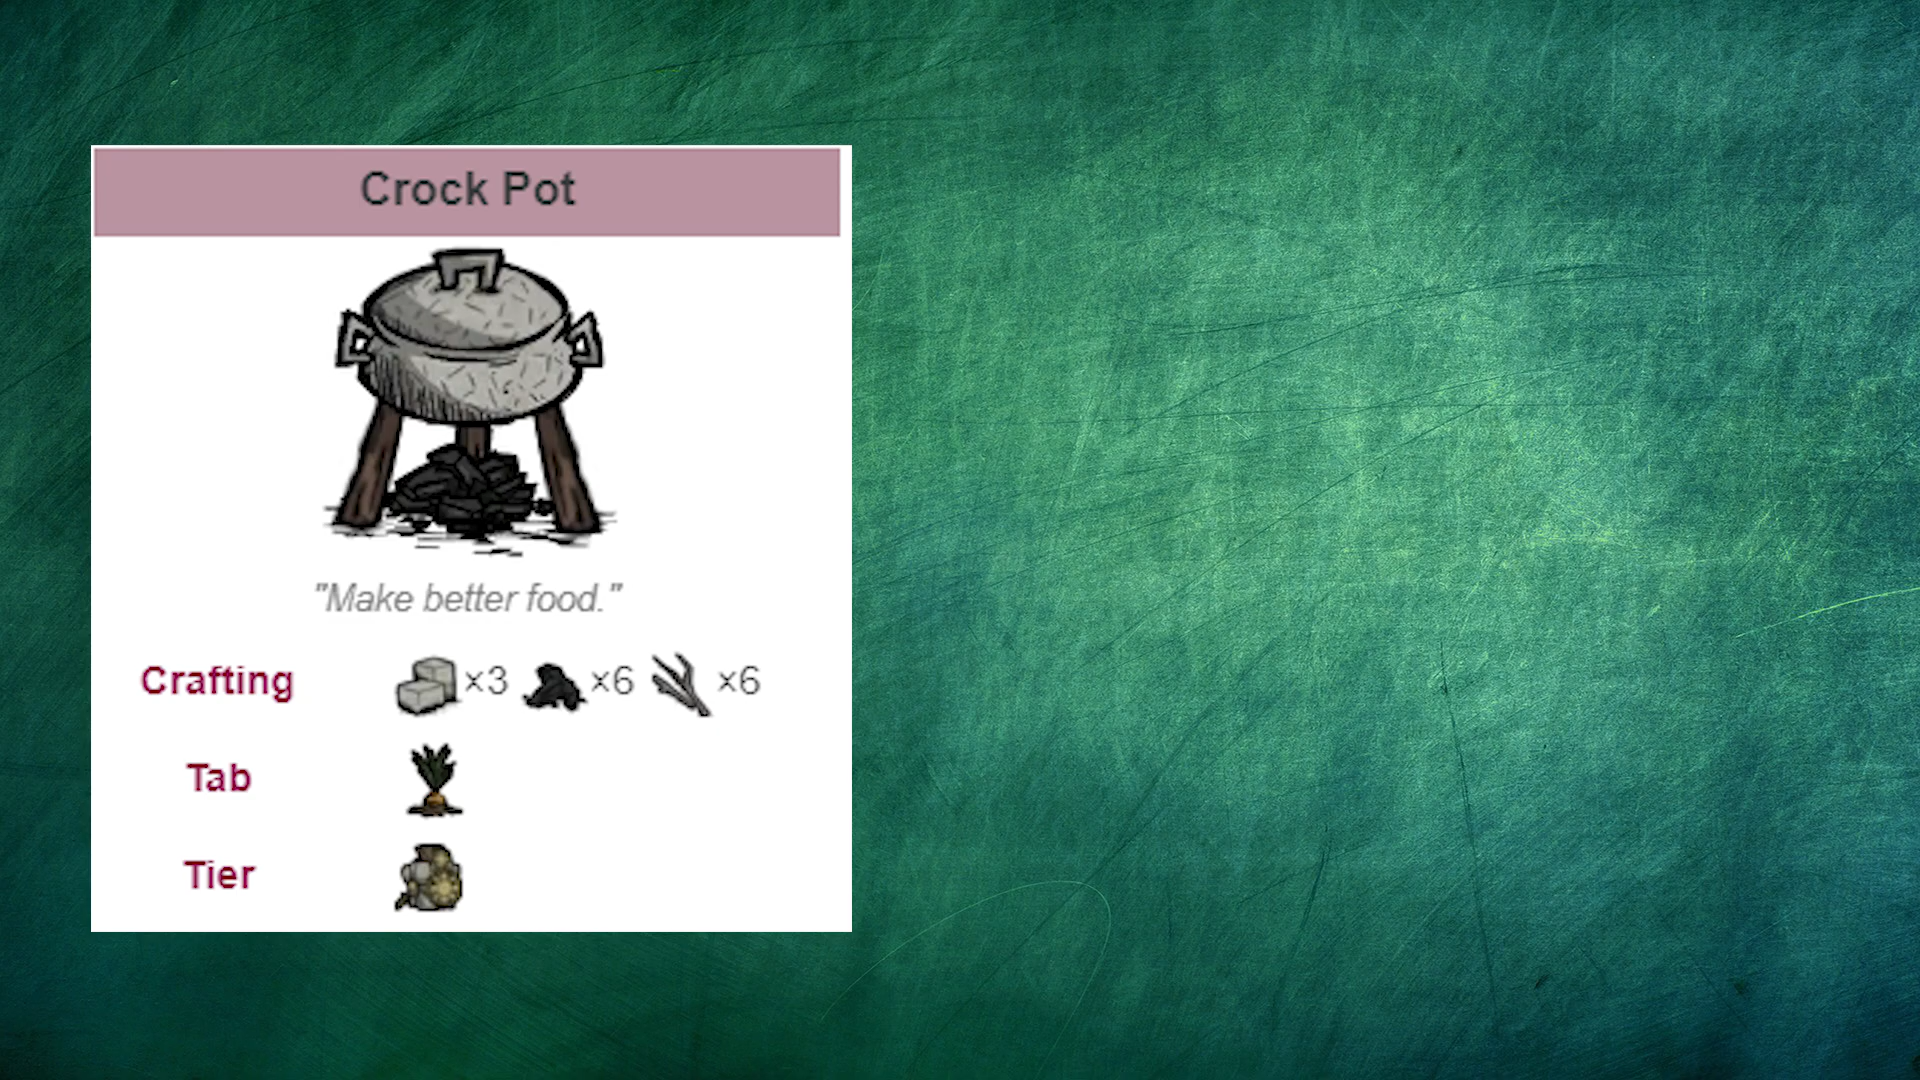 Crock Pot
"Make better food."
Crafting ×3 ×6 ×6
Tab
Tier